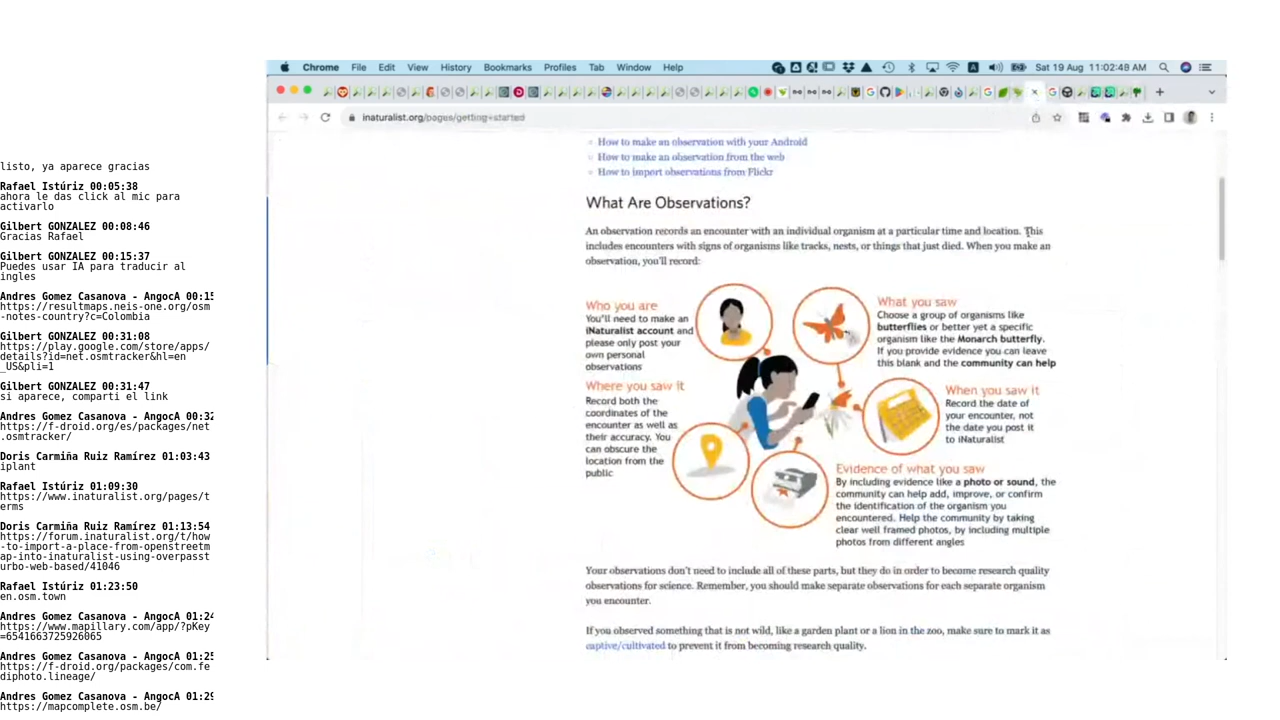 listo, ya aparece gracias
Rafael Istúriz 00:05:38
ahora le das click al mic para
activarlo
Gilbert GONZALEZ 00:08:46
Gracias Rafael
Gilbert GONZALEZ 00:15:37
Puedes usar IA para traducir al
ingles
Andres Gomez Casanova - AngocA 00:15
https://resultmaps.neis-one.org/osm
-notes-country?c=Colombia
Gilbert GONZALEZ 00:31:08
https://play.google.com/store/apps/
details?id=net.osmtracker&hl=en
_US&pli=1
Gilbert GONZALEZ 00:31:47
si aparece, comparti el link
Andres Gomez Casanova - AngocA 00:32
https://f-droid.org/es/packages/net
.osmtracker/
Doris Carmiña Ruiz Ramírez 01:03:43
iplant
Rafael Istúriz 01:09:30
https://www.inaturalist.org/pages/t
erms
Doris Carmiña Ruiz Ramírez 01:13:54
https://forum.inaturalist.org/t/how
-to-import-a-place-from-openstreetm
ap-into-inaturalist-using-overpasst
urbo-web-based/41046
Rafael Istúriz 01:23:50
en.osm.town
Andres Gomez Casanova - AngocA 01:24
https://www.mapillary.com/app/?pKey
=6541663725926065
Andres Gomez Casanova - AngocA 01:25
https://f-droid.org/packages/com.fe
diphoto.lineage/
Andres Gomez Casanova - AngocA 01:29
https://mapcomplete.osm.be/
Chrome File Edit View History Bookmarks Profiles Tab Window Help Sat 19 Aug 11:02:48 AM
inaturalist.org/pages/getting+started
How to make an observation with your Android
How to make an observation from the web
How to import observations from Flickr
What Are Observations?
An observation records an encounter with an individual organism at a particular time and location. This
includes encounters with signs of organisms like tracks, nests, or things that just died. When you make an
observation, you'll record:
Who you are
You'll need to make an
iNaturalist account and
please only post your
own personal
observations
What you saw
Choose a group of organisms like
butterflies or better yet a specific
organism like the Monarch butterfly.
If you provide evidence you can leave
this blank and the community can help
Where you saw it
Record both the
coordinates of the
encounter as well as
their accuracy. You
can obscure the
location from the
public
When you saw it
Record the date of
your encounter, not
the date you post it
to iNaturalist
Evidence of what you saw
By including evidence like a photo or sound, the
community can help add, improve, or confirm
the identification of the organism you
encountered. Help the community by taking
clear well framed photos, by including multiple
photos from different angles
Your observations don't need to include all of these parts, but they do in order to become research quality
observations for science. Remember, you should make separate observations for each separate organism
you encounter.
If you observed something that is not wild, like a garden plant or a lion in the zoo, make sure to mark it as
captive/cultivated to prevent it from becoming research quality.